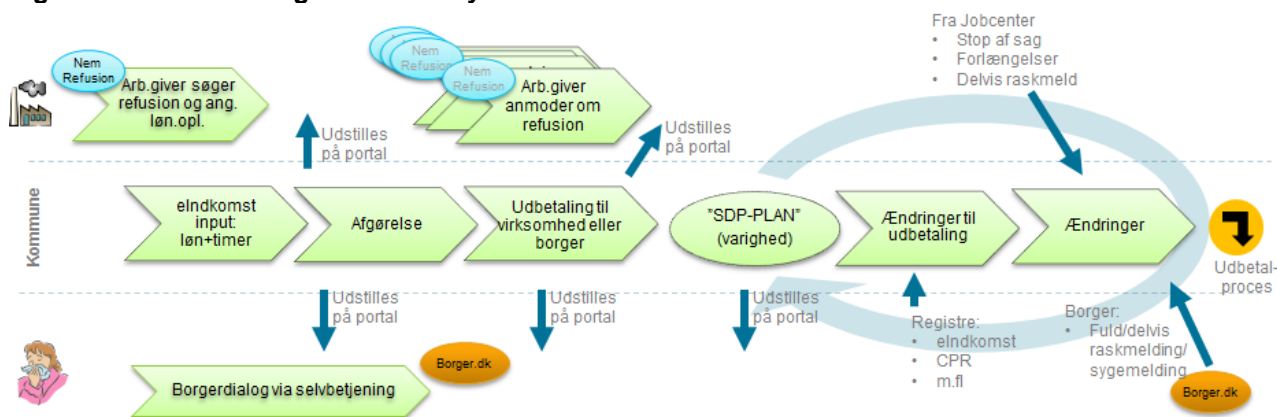 Nem
Refusion
Arb.giver søger
refusion og ang.
løn.opl.
Nem
Refusion
Nem
Refusion
Arb.giver
anmoder om
refusion
Fra Jobcenter
• Stop af sag
• Forlængelser
• Delvis raskmeld
Udstilles
på portal
Udstilles
på portal
Kommune
eIndkomst
input:
løn+timer
Afgørelse
Udbetaling til
virksomhed eller
borger
"SDP-PLAN"
(varighed)
Ændringer til
udbetaling
Ændringer
Udbetal-
proces
Udstilles
på portal
Udstilles
på portal
Udstilles
på portal
Registre:
• eIndkomst
• CPR
• m.fl
Borger:
• Fuld/delvis
raskmelding/
sygemelding
Borgerdialog via selvbetjening
Borger.dk
Borger.dk